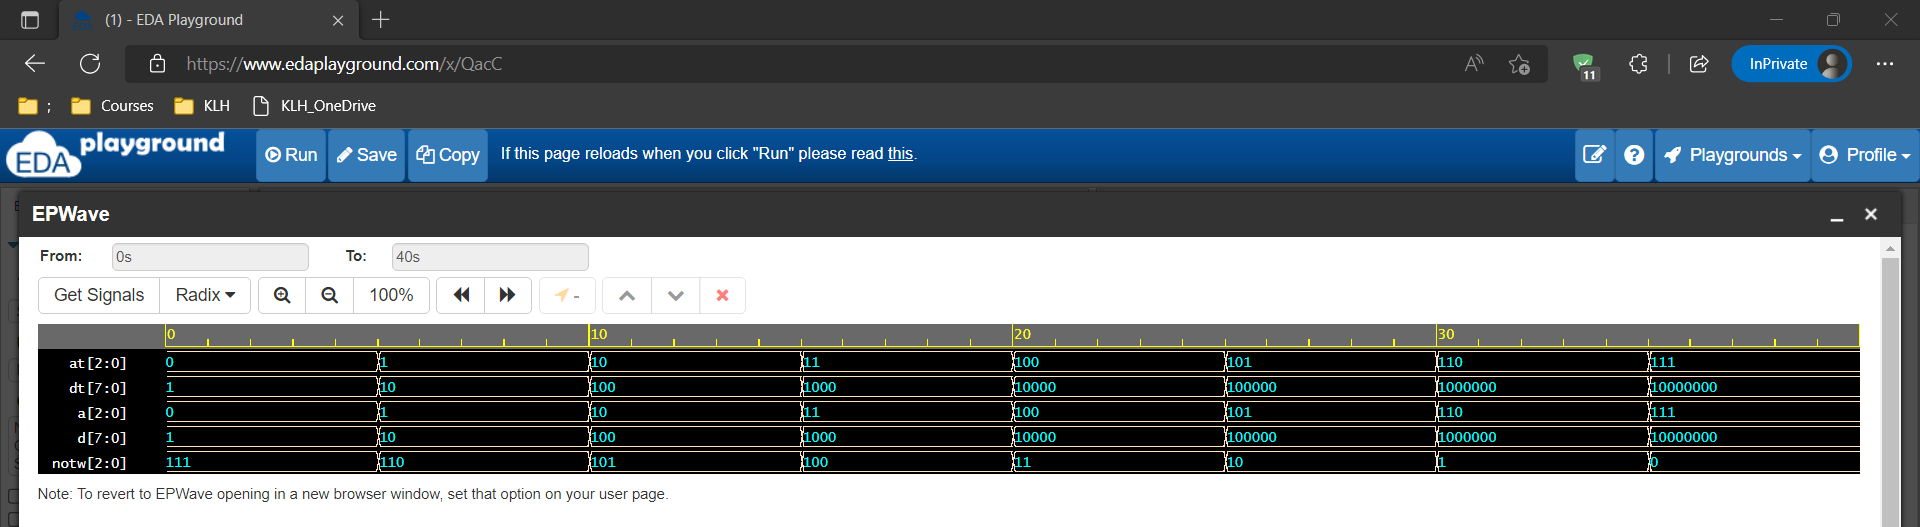 (1) - EDA Playground
https://www.edaplayground.com/x/QacC
11
InPrivate
; Courses KLH KLH_OneDrive
EDA playground Run Save Copy If this page reloads when you click "Run" please read this. Playgrounds Profile
EPWave
From: 0s To: 40s
Get Signals Radix 100% -
0 10 20 30
at[2:0] 0 1 10 11 100 101 110 111
dt[7:0] 1 10 100 1000 10000 100000 1000000 10000000
a[2:0] 0 1 10 11 100 101 110 111
d[7:0] 1 10 100 1000 10000 100000 1000000 10000000
notw[2:0] 111 110 101 100 11 10 1 0
Note: To revert to EPWave opening in a new browser window, set that option on your user page.